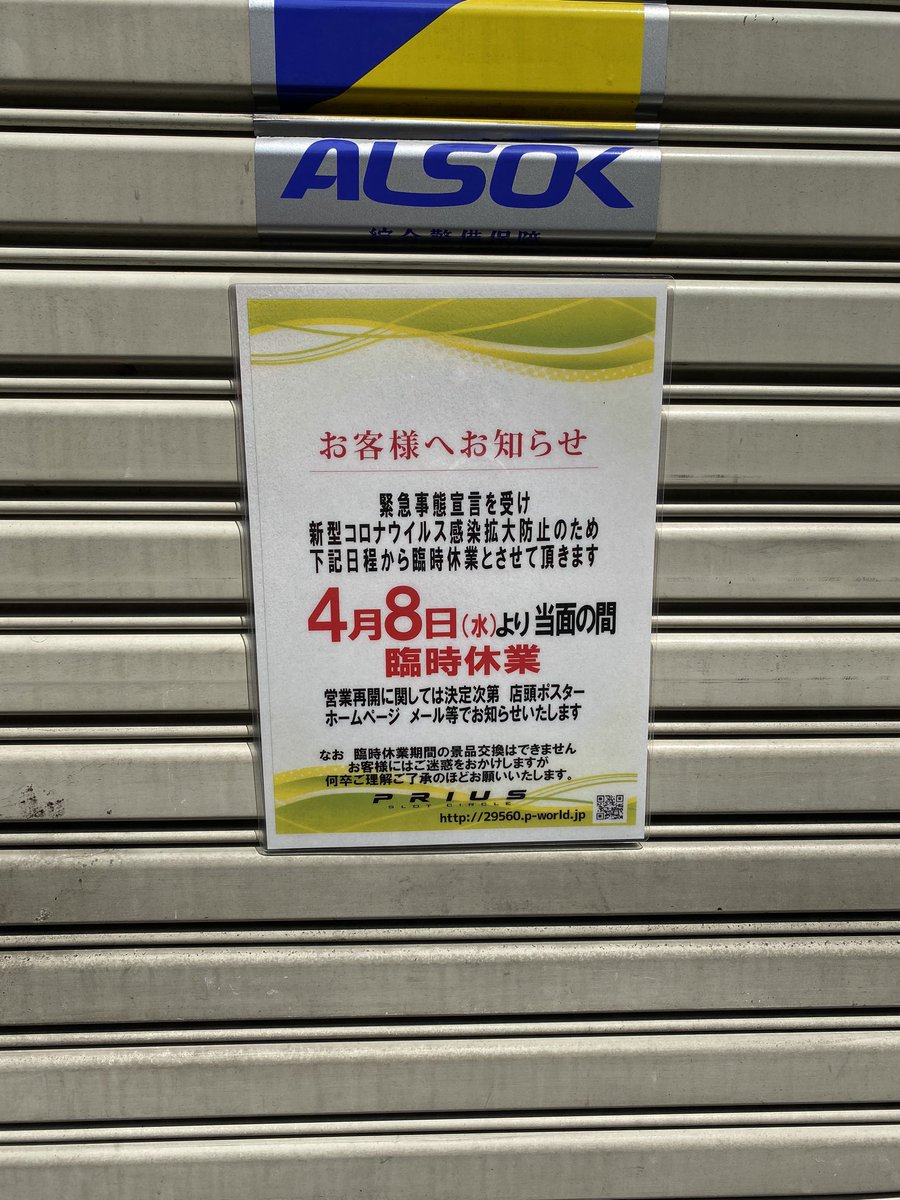 ALSOK
綜合警備保障
お客様へお知らせ
緊急事態宣言を受け
新型コロナウイルス感染拡大防止のため
下記日程から臨時休業とさせて頂きます
4月8日(水)より 当面の間
臨時休業
営業再開に関しては決定次第 店頭ポスター
ホームページ メール等でお知らせいたします
なお 臨時休業期間の景品交換はできません
お客様にはご迷惑をおかけしますが
何卒ご理解ご了承のほどお願いいたします。
PRIUS
SLOT CIRCLE
http://29560.p-world.jp